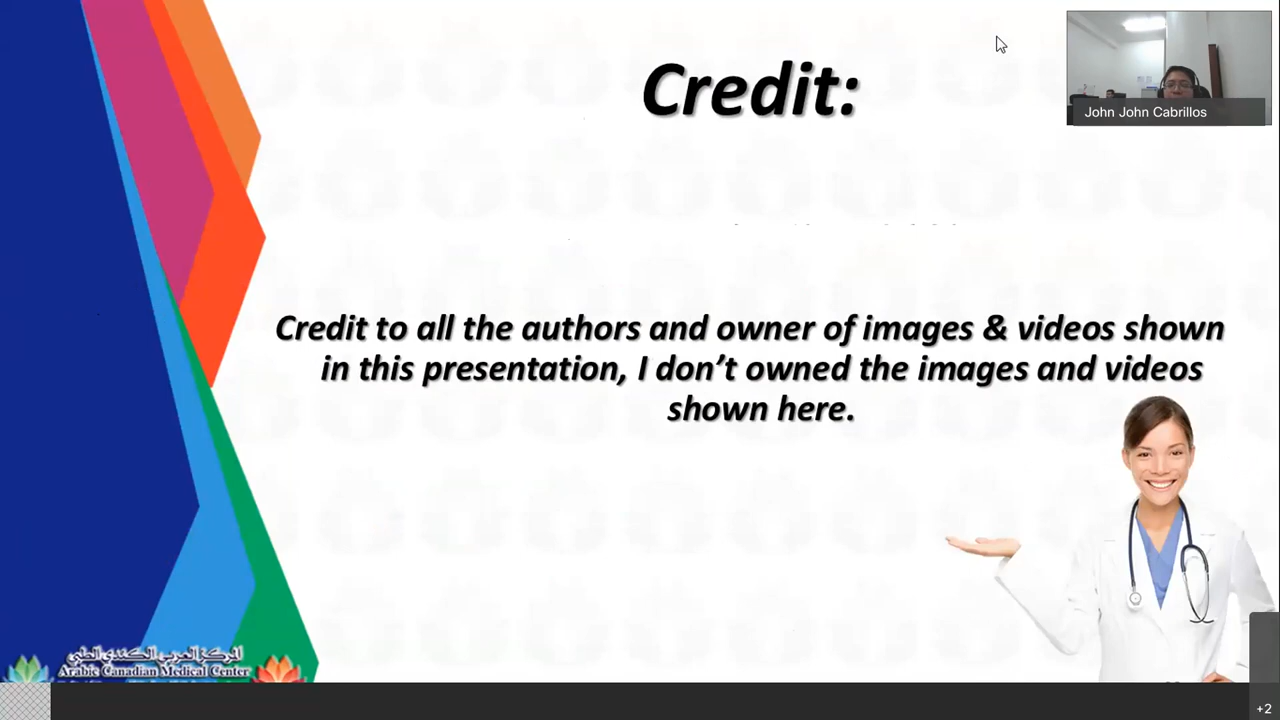 Credit:
John John Cabrillos
Credit to all the authors and owner of images & videos shown
in this presentation, I don’t owned the images and videos
shown here.
المركز العربي الكندي الطبي
Arabic Canadian Medical Center
+2